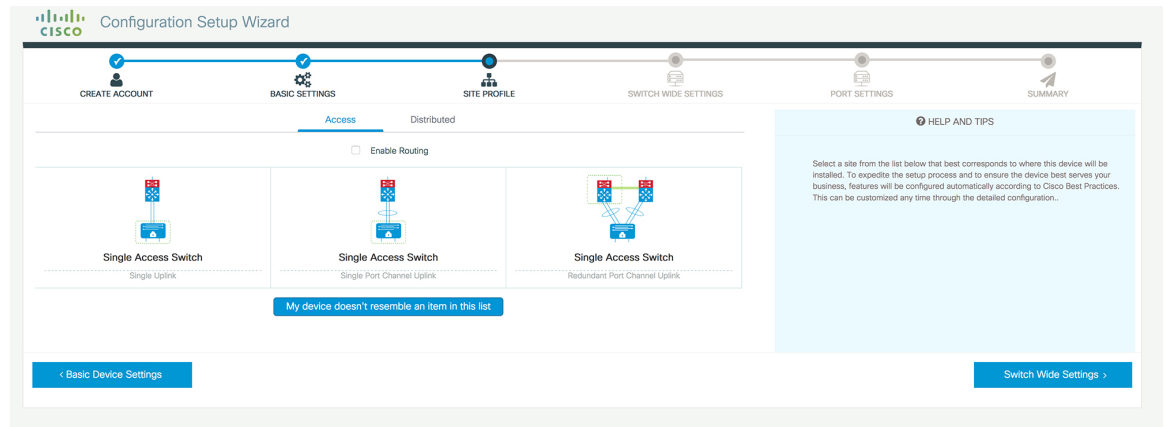 CISCO
Configuration Setup Wizard
CREATE ACCOUNT
BASIC SETTINGS
SITE PROFILE
SWITCH WIDE SETTINGS
PORT SETTINGS
SUMMARY
Access
Distributed
Enable Routing
Single Access Switch
Single Uplink
Single Access Switch
Single Port Channel Uplink
Single Access Switch
Redundant Port Channel Uplink
My device doesn't resemble an item in this list
HELP AND TIPS
Select a site from the list below that best corresponds to where this device will be
installed. To expedite the setup process and to ensure the device best serves your
business, features will be configured automatically according to Cisco Best Practices.
This can be customized any time through the detailed configuration..
< Basic Device Settings
Switch Wide Settings >